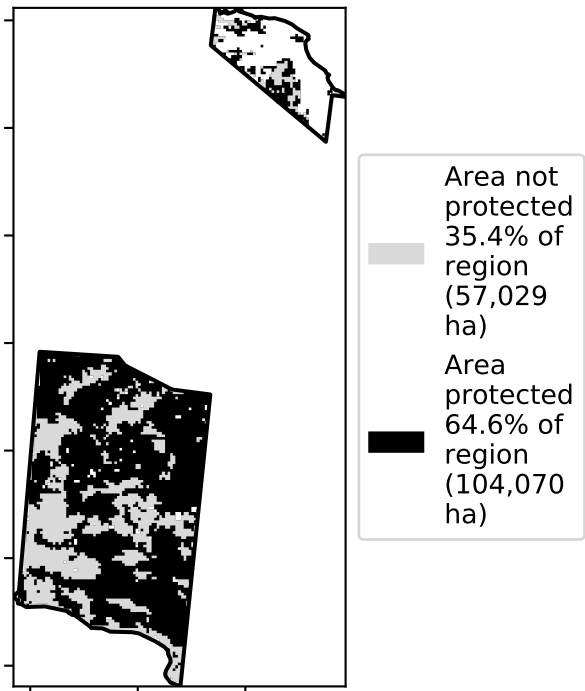 Area not
protected
35.4% of
region
(57,029
ha)
Area
protected
64.6% of
region
(104,070
ha)